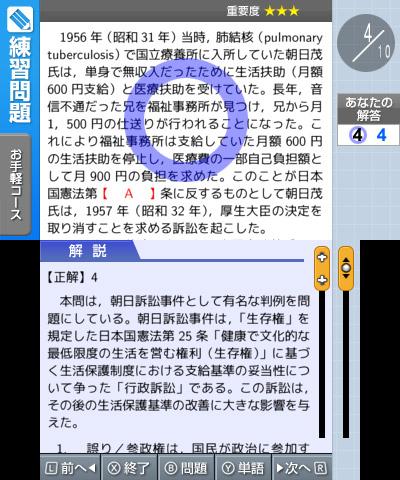 重要度 ★★★
練習問題
お手軽コース
1956 年（昭和 31 年）当時，肺結核（pulmonary
tuberculosis）で国立療養所に入所していた朝日茂
氏は，単身で無収入だったために生活扶助（月額
600 円支給）と医療扶助を受けていた。長年，音
信不通だった兄を福祉事務所が見つけ，兄から月
1，500 円の仕送りが行われることになった。こ
れにより福祉事務所は支給していた月額 600 円
の生活扶助を停止し，医療費の一部自己負担額と
して月 900 円の負担を求めた。このことが日本
国憲法第【 A 】条に反するものとして朝日茂
氏は，1957 年（昭和 32 年），厚生大臣の決定を
取り消すことを求める訴訟を起こした。
4/10
あなたの
解答
4 4
解 説
【正解】4
本問は，朝日訴訟事件として有名な判例を問
題にしている。朝日訴訟事件は，「生存権」を
規定した日本国憲法第 25 条「健康で文化的な
最低限度の生活を営む権利（生存権）」に基づ
く生活保護制度における支給基準の妥当性につ
いて争った「行政訴訟」である。この訴訟は，
その後の生活保護基準の改善に大きな影響を与
えた。
1． 誤り／参政権は，国民が政治に参加す
L 前へ◀ X 終了 B 問題 Y 単語 ▶次へ R